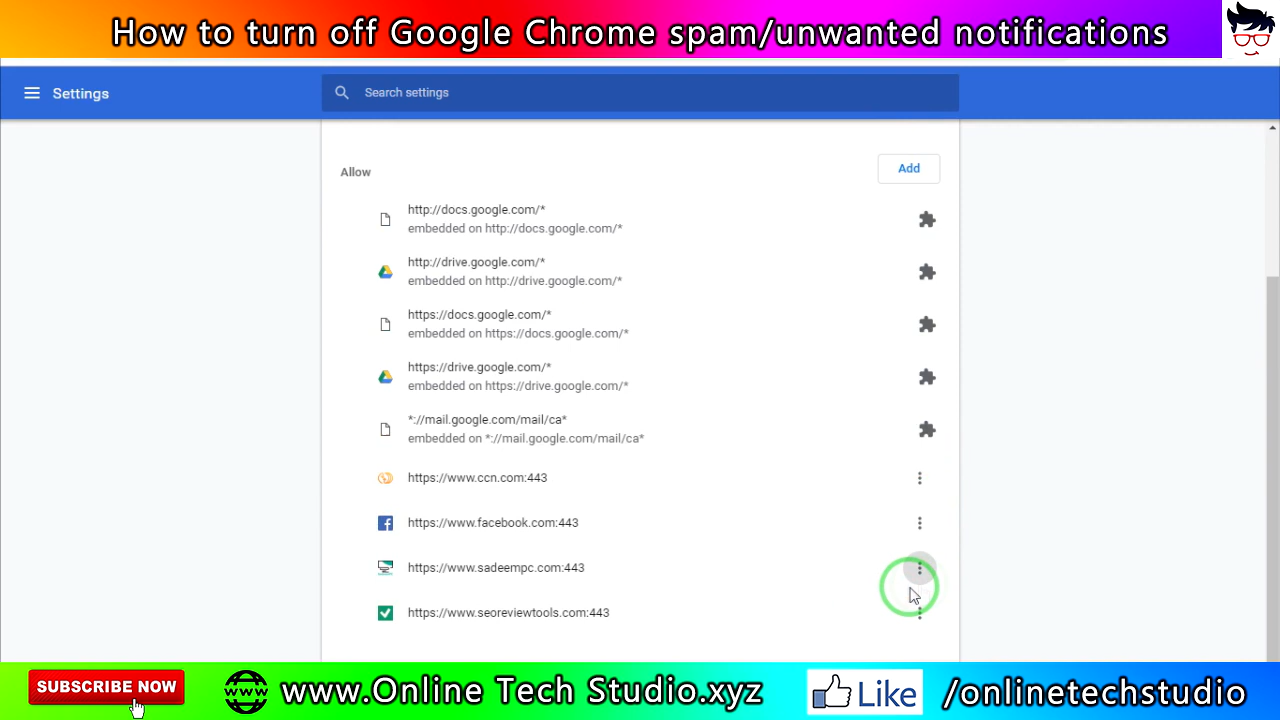 How to turn off Google Chrome spam/unwanted notifications
Settings
Search settings
Allow
Add
http://docs.google.com/*
embedded on http://docs.google.com/*
http://drive.google.com/*
embedded on http://drive.google.com/*
https://docs.google.com/*
embedded on https://docs.google.com/*
https://drive.google.com/*
embedded on https://drive.google.com/*
*://mail.google.com/mail/ca*
embedded on *://mail.google.com/mail/ca*
https://www.ccn.com:443
https://www.facebook.com:443
https://www.sadeempc.com:443
https://www.seoreviewtools.com:443
SUBSCRIBE NOW
www.Online Tech Studio.xyz
Like
/onlinetechstudio